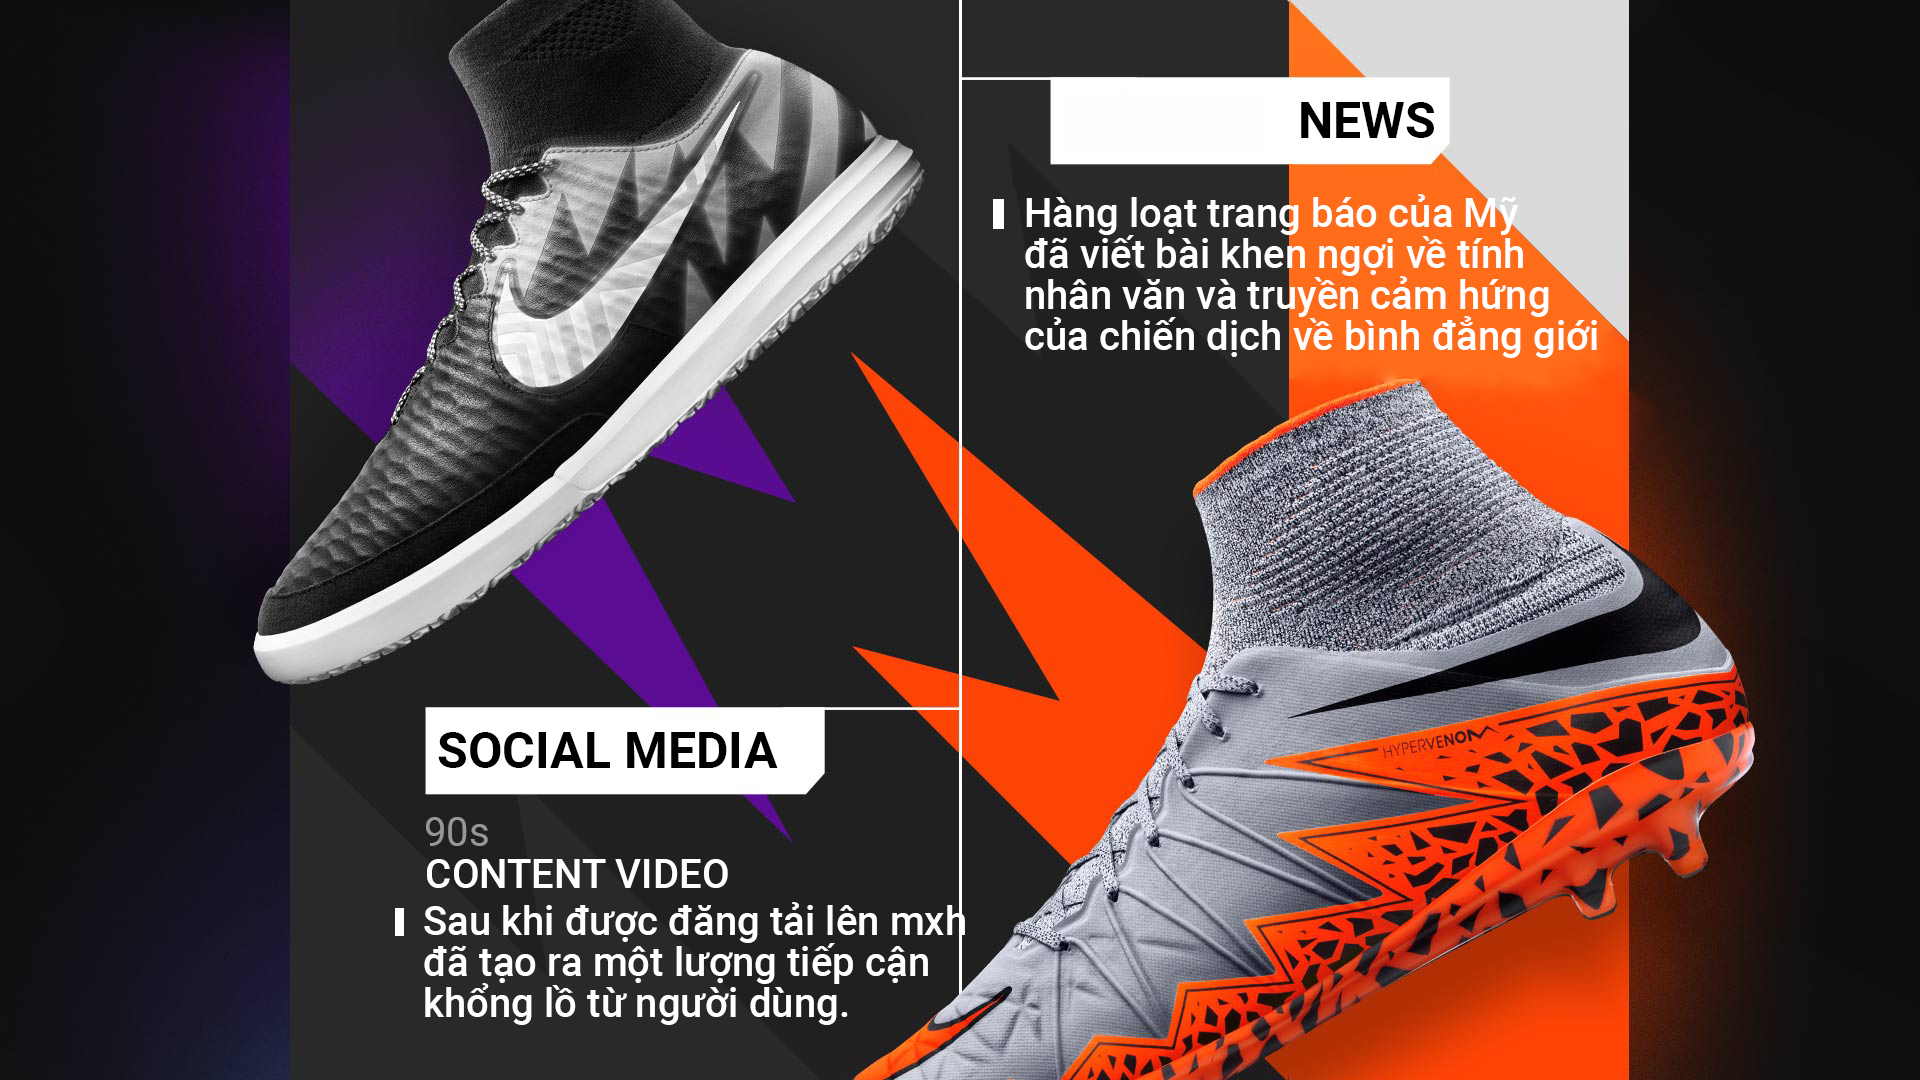 NEWS
Hàng loạt trang báo của Mỹ
đã viết bài khen ngợi về tính
nhân văn và truyền cảm hứng
của chiến dịch về bình đẳng giới
HYPERVENOM
SOCIAL MEDIA
90s
CONTENT VIDEO
Sau khi được đăng tải lên mxh
đã tạo ra một lượng tiếp cận
khổng lồ từ người dùng.